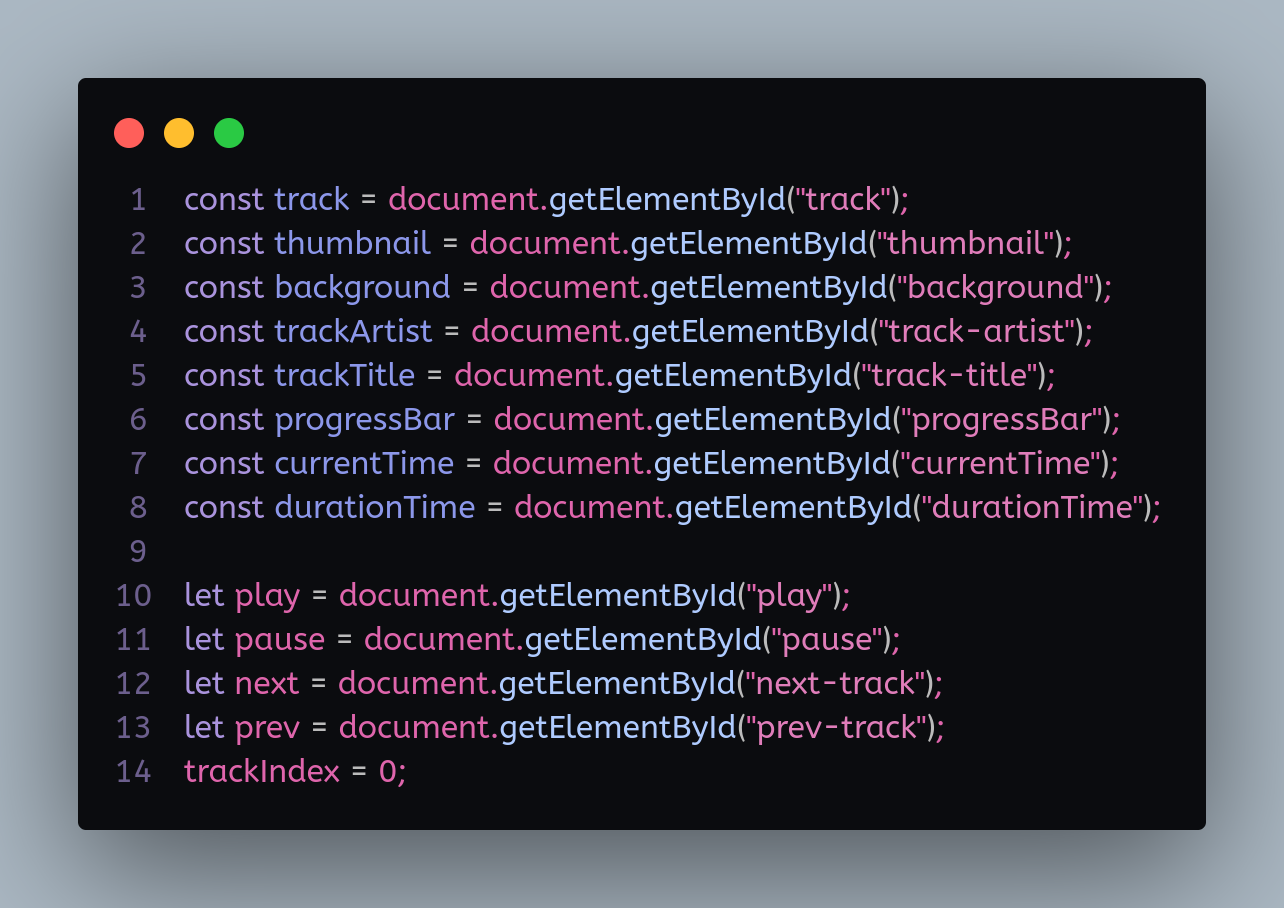 1 const track = document.getElementById("track");
2 const thumbnail = document.getElementById("thumbnail");
3 const background = document.getElementById("background");
4 const trackArtist = document.getElementById("track-artist");
5 const trackTitle = document.getElementById("track-title");
6 const progressBar = document.getElementById("progressBar");
7 const currentTime = document.getElementById("currentTime");
8 const durationTime = document.getElementById("durationTime");
9
10 let play = document.getElementById("play");
11 let pause = document.getElementById("pause");
12 let next = document.getElementById("next-track");
13 let prev = document.getElementById("prev-track");
14 trackIndex = 0;